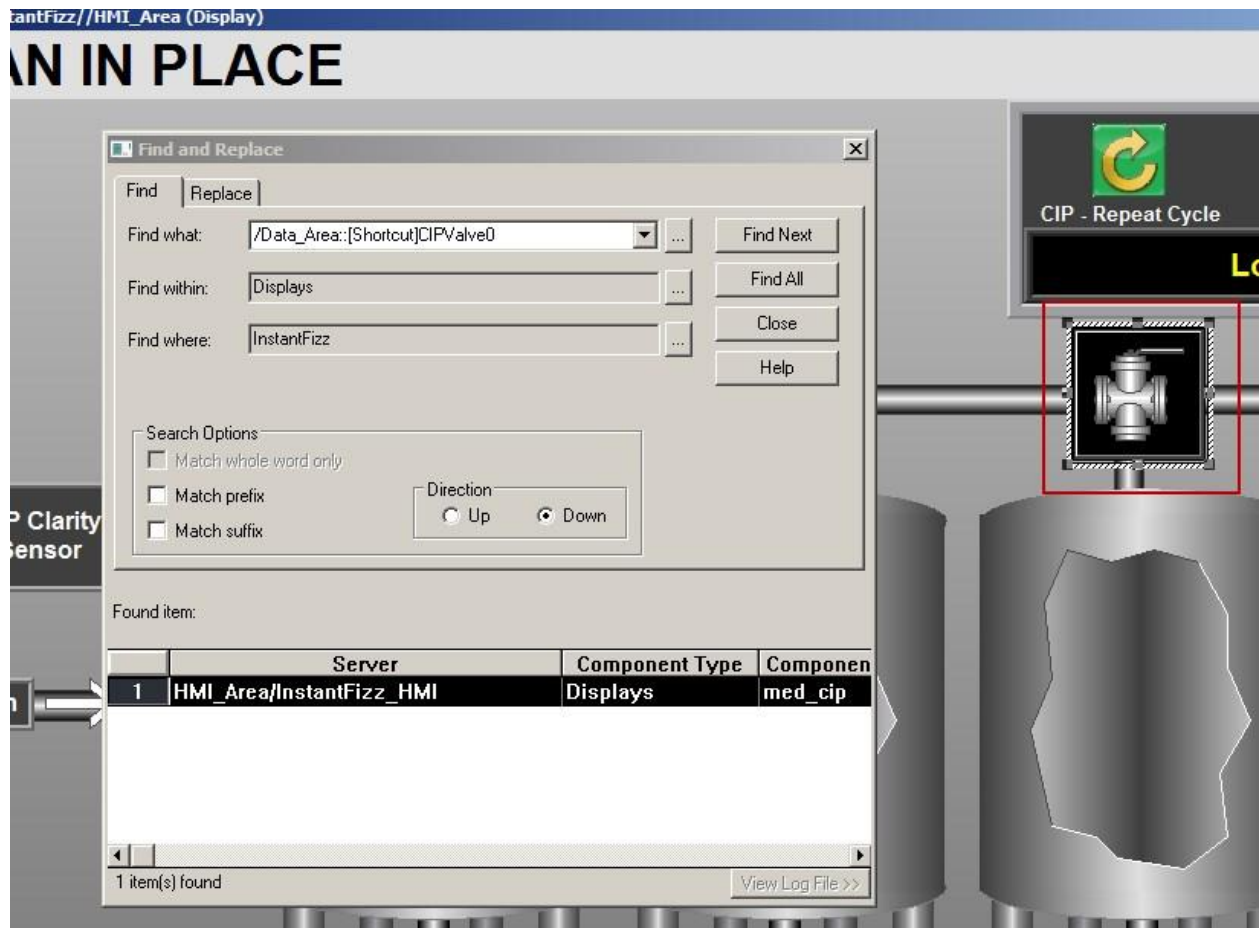 tantFizz//HMI_Area (Display)
AN IN PLACE
Find and Replace
Find
Replace
Find what:
/Data_Area::[Shortcut]CIPValve0
...
Find Next
Find within:
Displays
...
Find All
Find where:
InstantFizz
...
Close
Help
Search Options
Match whole word only
Match prefix
Match suffix
Direction
Up
Down
Found item:
Server
Component Type
Componen
1
HMI_Area/InstantFizz_HMI
Displays
med_cip
1 item(s) found
View Log File >>
CIP - Repeat Cycle
Lo
P Clarity
Sensor
n